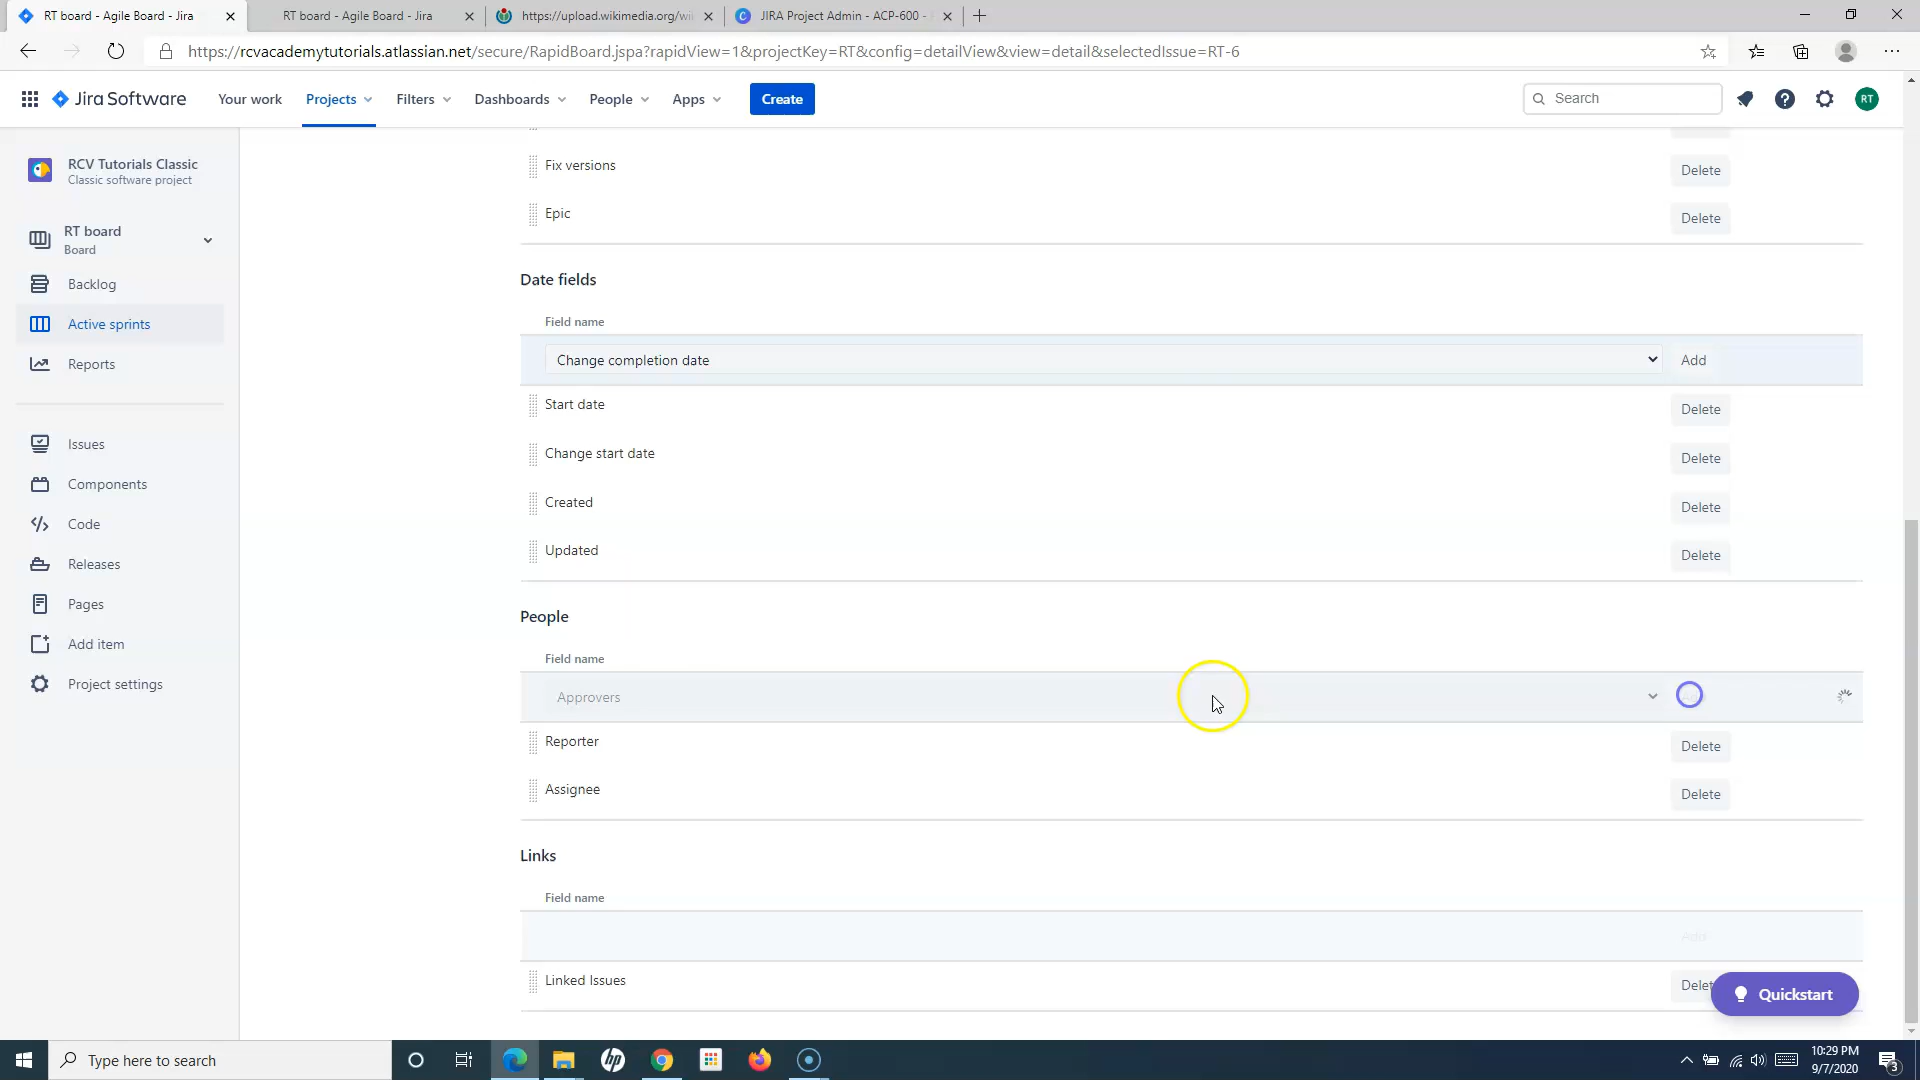 RT board - Agile Board - Jira
RT board - Agile Board - Jira
https://upload.wikimedia.org/wi
JIRA Project Admin - ACP-600 -
https://rcvacademytutorials.atlassian.net/secure/RapidBoard.jspa?rapidView=1&projectKey=RT&config=detailView&view=detail&selectedIssue=RT-6
Jira Software
Your work
Projects
Filters
Dashboards
People
Apps
Create
Search
RT
RCV Tutorials Classic
Classic software project
RT board
Board
Backlog
Active sprints
Reports
Issues
Components
Code
Releases
Pages
Add item
Project settings
Fix versions Delete
Epic Delete
Date fields
Field name
Change completion date Add
Start date Delete
Change start date Delete
Created Delete
Updated Delete
People
Field name
Approvers
Reporter Delete
Assignee Delete
Links
Field name
Add
Linked Issues Delet
Quickstart
Type here to search
hp
10:29 PM
9/7/2020
3